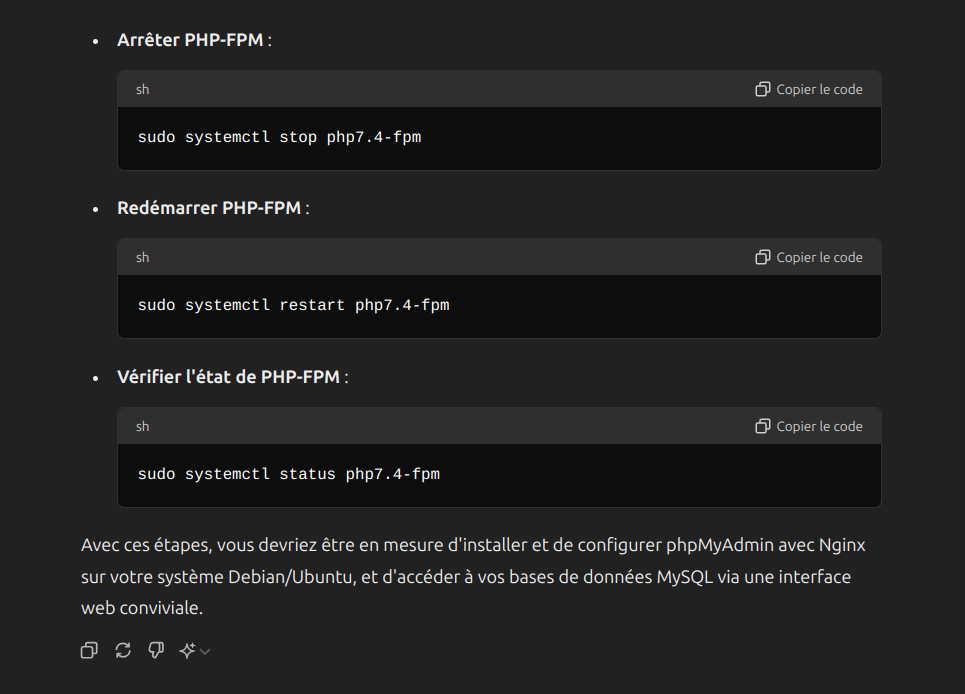 Arrêter PHP-FPM :
sh
Copier le code
sudo systemctl stop php7.4-fpm
Redémarrer PHP-FPM :
sh
Copier le code
sudo systemctl restart php7.4-fpm
Vérifier l'état de PHP-FPM :
sh
Copier le code
sudo systemctl status php7.4-fpm
Avec ces étapes, vous devriez être en mesure d'installer et de configurer phpMyAdmin avec Nginx
sur votre système Debian/Ubuntu, et d'accéder à vos bases de données MySQL via une interface
web conviviale.